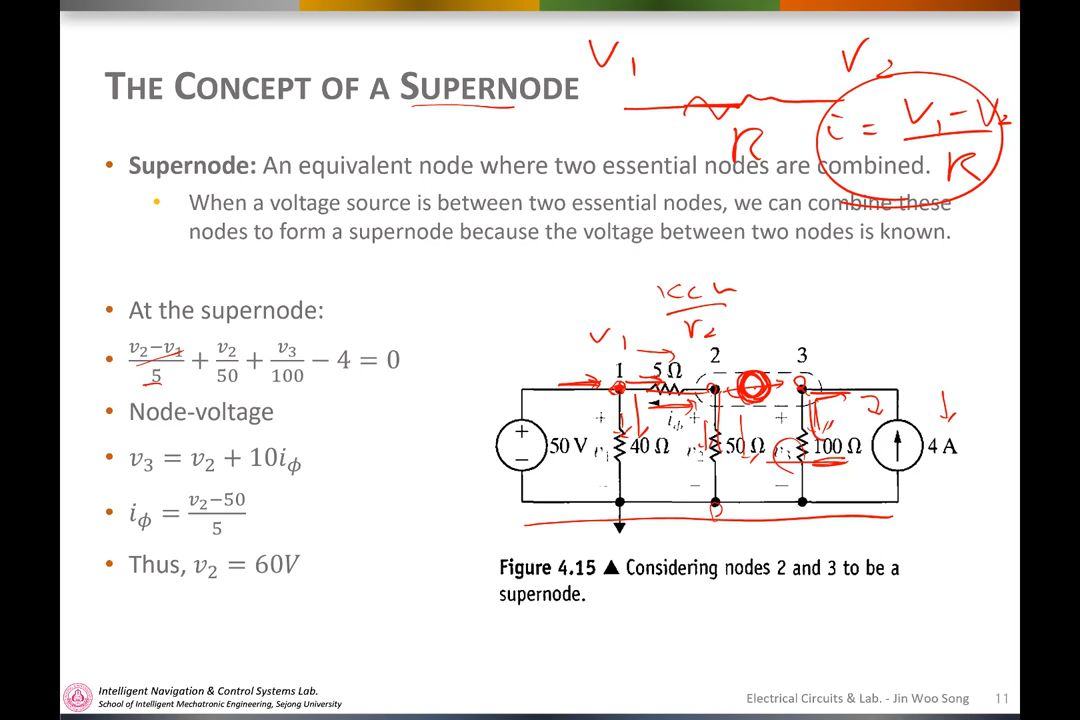 THE CONCEPT OF A SUPERNODE
V1
V2
R
i = V1 - V2 / R
• Supernode: An equivalent node where two essential nodes are combined.
• When a voltage source is between two essential nodes, we can combine these
nodes to form a supernode because the voltage between two nodes is known.
• At the supernode:
• v2−v1/5 + v2/50 + v3/100 − 4 = 0
• Node-voltage
• v3 = v2 + 10iϕ
• iϕ = v2−50/5
• Thus, v2 = 60V
KCL
V1
V2
1 5 Ω 2 3
+ iϕ + +
+ − 50 V v1 40 Ω 50 Ω v3 100 Ω 4 A
− − −
Figure 4.15 ▲ Considering nodes 2 and 3 to be a
supernode.
Intelligent Navigation & Control Systems Lab.
School of Intelligent Mechatronic Engineering, Sejong University
Electrical Circuits & Lab. - Jin Woo Song 11